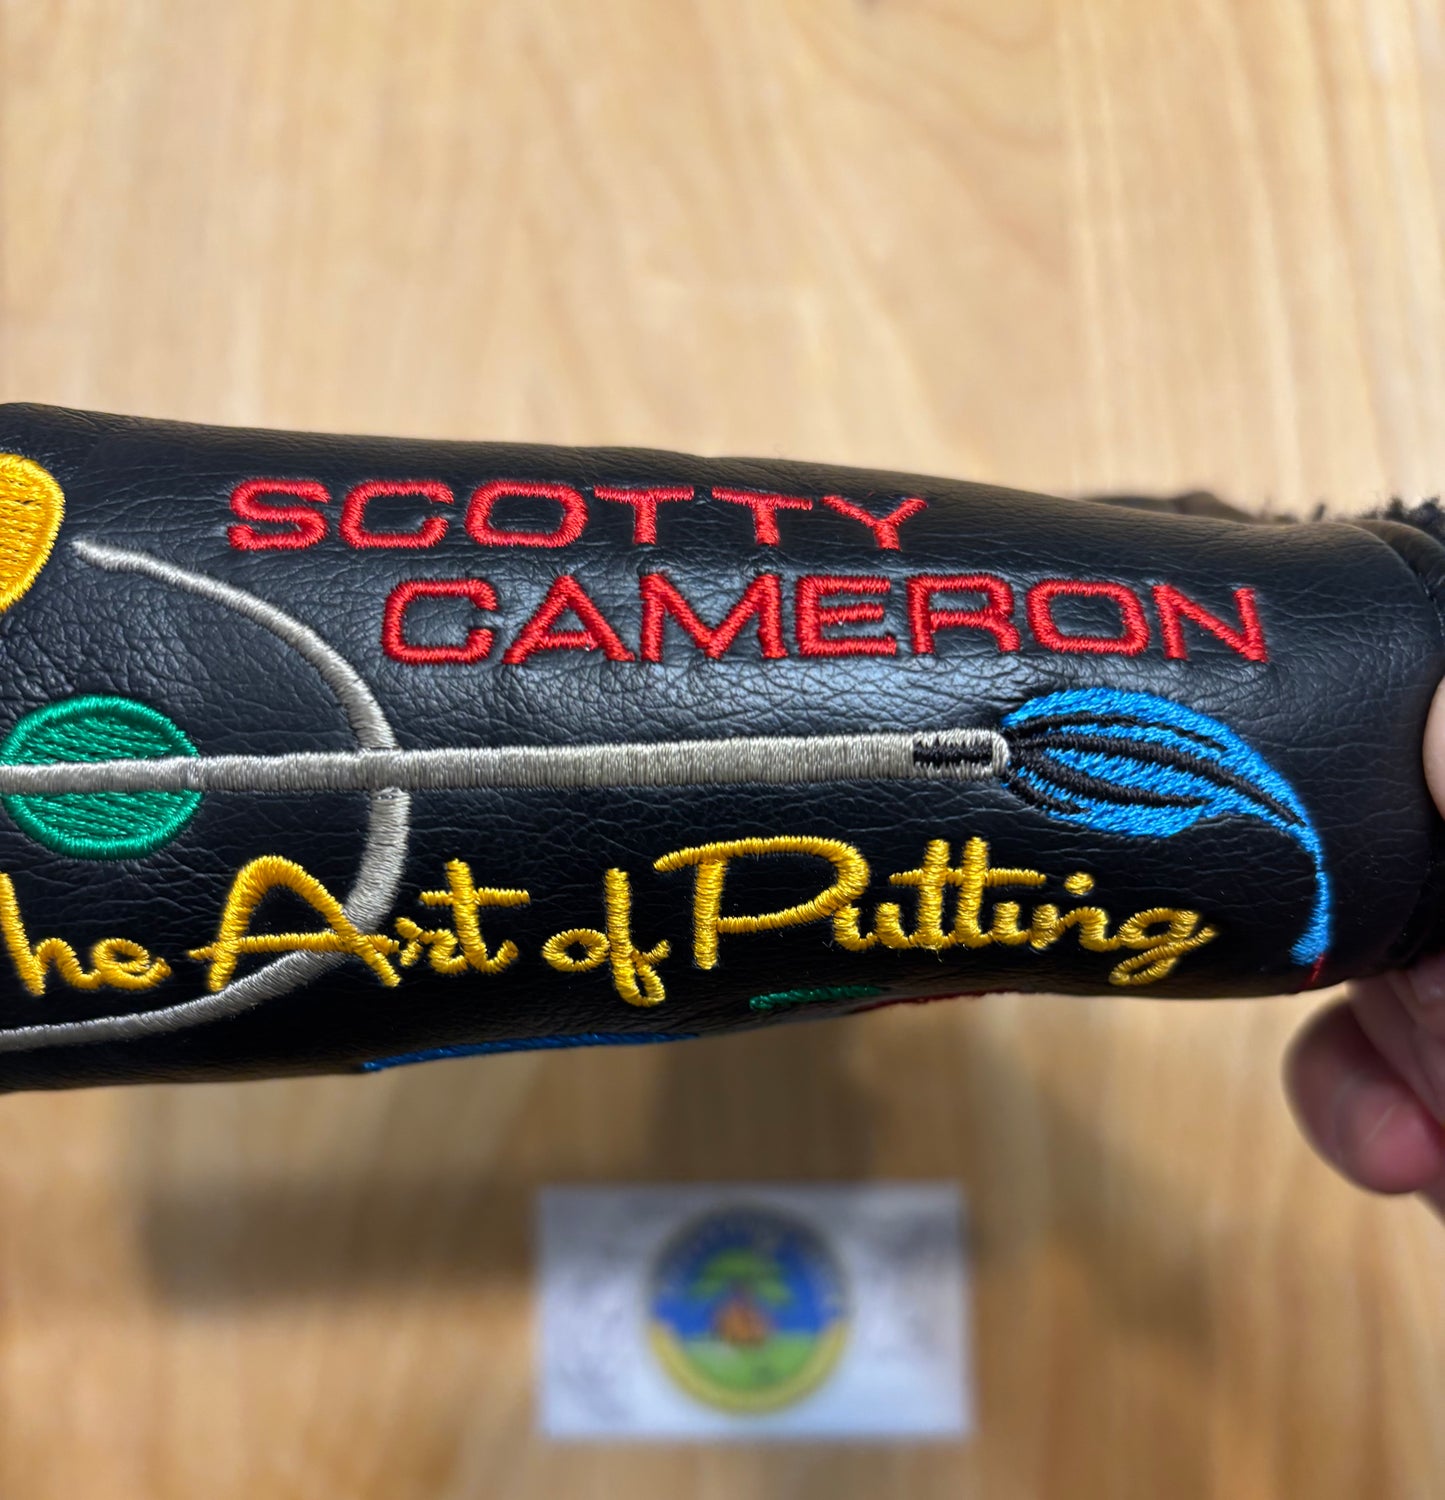 SCOTTY
CAMERON
he Art of Putting